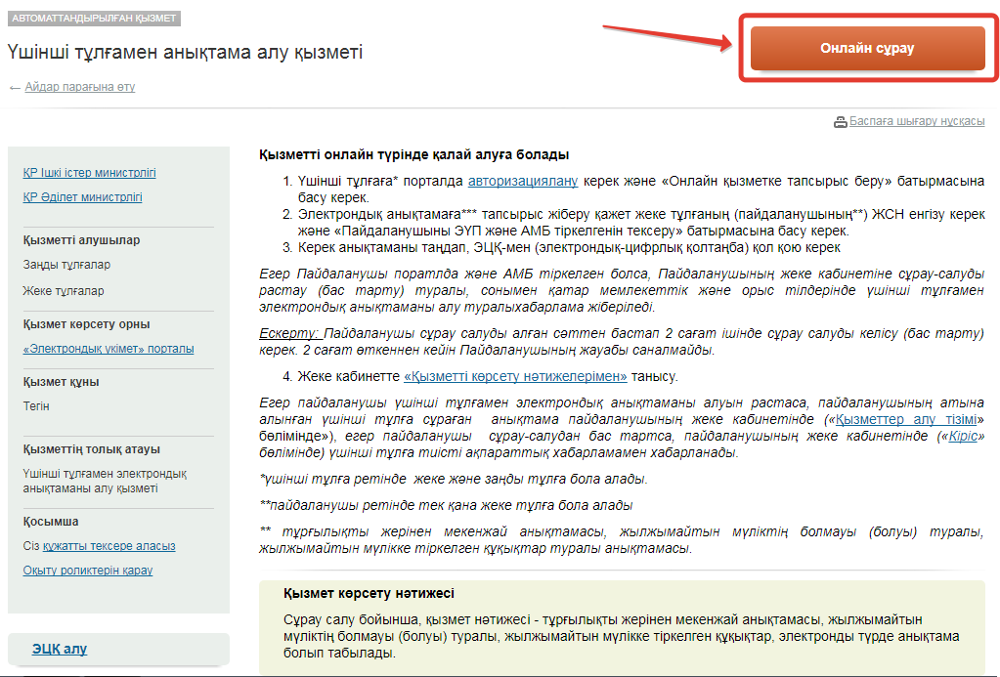 АВТОМАТТАНДЫРЫЛҒАН ҚЫЗМЕТ
Үшінші тұлғамен анықтама алу қызметі
← Айдар парағына өту
Онлайн сұрау
Баспаға шығару нұсқасы
ҚР Ішкі істер министрлігі
ҚР Әділет министрлігі
Қызметті алушылар
Заңды тұлғалар
Жеке тұлғалар
Қызмет көрсету орны
«Электрондық үкімет» порталы
Қызмет құны
Тегін
Қызметтің толық атауы
Үшінші тұлғамен электрондық
анықтаманы алу қызметі
Қосымша
Сіз құжатты тексере аласыз
Оқыту роликтерін қарау
ЭЦК алу
Қызметті онлайн түрінде қалай алуға болады
1. Үшінші тұлғаға* порталда авторизациялану керек және «Онлайн қызметке тапсырыс беру» батырмасына
басу керек.
2. Электрондық анықтамаға*** тапсырыс жіберу қажет жеке тұлғаның (пайдаланушының**) ЖСН енгізу керек
және «Пайдаланушыны ЭҮП және АМБ тіркелгенін тексеру» батырмасына басу керек.
3. Керек анықтаманы таңдап, ЭЦҚ-мен (электрондық-цифрлық қолтаңба) қол қою керек
Егер Пайдаланушы поратлда және АМБ тіркелген болса, Пайдаланушының жеке кабинетіне сұрау-салуды
растау (бас тарту) туралы, сонымен қатар мемлекеттік және орыс тілдерінде үшінші тұлғамен
электрондық анықтаманы алу туралыхабарлама жіберіледі.
Ескерту: Пайдаланушы сұрау салуды алған сәттен бастап 2 сағат ішінде сұрау салуды келісу (бас тарту)
керек. 2 сағат өткеннен кейін Пайдаланушының жауабы саналмайды.
4. Жеке кабинетте «Қызметті көрсету нәтижелерімен» танысу.
Егер пайдаланушы үшінші тұлғамен электрондық анықтаманы алуын растаса, пайдаланушының атына
алынған үшінші тұлға сұраған анықтама пайдаланушының жеке кабинетінде («Қызметтер алу тізімі»
бөлімінде»), егер пайдаланушы сұрау-салудан бас тартса, пайдаланушының жеке кабинетінде («Кіріс»
бөлімінде) үшінші тұлға тиісті ақпараттық хабарламамен хабарланады.
*үшінші тұлға ретінде жеке және заңды тұлға бола алады.
**пайдаланушы ретінде тек қана жеке тұлға бола алады
** тұрғылықты жерінен мекенжай анықтамасы, жылжымайтын мүліктің болмауы (болуы) туралы,
жылжымайтын мүлікке тіркелген құқықтар туралы анықтамасы.
Қызмет көрсету нәтижесі
Сұрау салу бойынша, қызмет нәтижесі - тұрғылықты жерінен мекенжай анықтамасы, жылжымайтын
мүліктің болмауы (болуы) туралы, жылжымайтын мүлікке тіркелген құқықтар, электронды түрде анықтама
болып табылады.